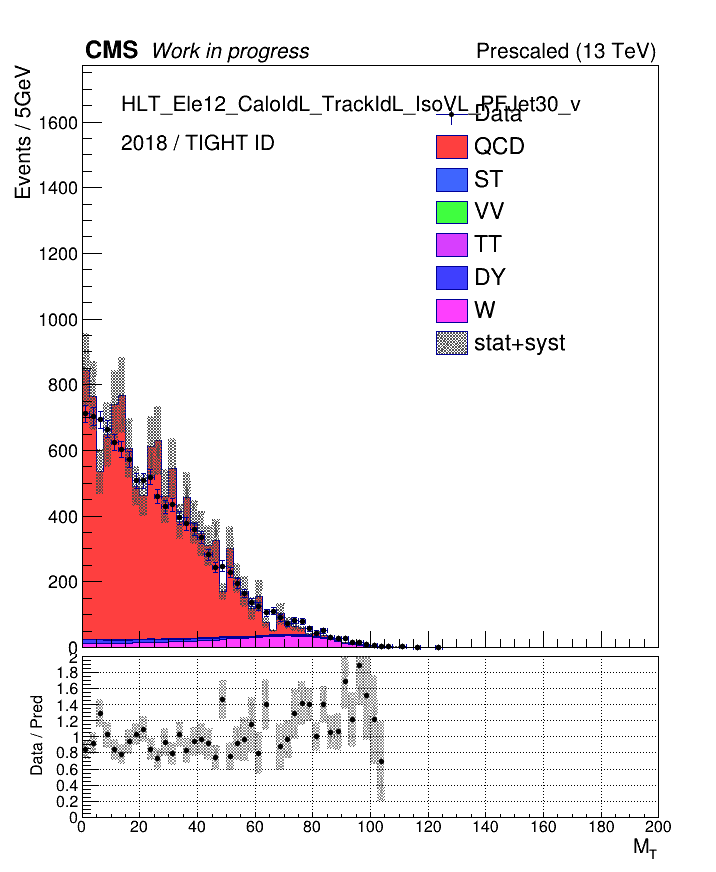 CMS Work in progress Prescaled (13 TeV)
Events / 5GeV
HLT_Ele12_CaloIdL_TrackIdL_IsoVL_PFJet30_v
2018 / TIGHT ID
Data
QCD
ST
VV
TT
DY
W
stat+syst
1600
1400
1200
1000
800
600
400
200
0
Data / Pred
2
1.8
1.6
1.4
1.2
1
0.8
0.6
0.4
0.2
0
0 20 40 60 80 100 120 140 160 180 200
M_T